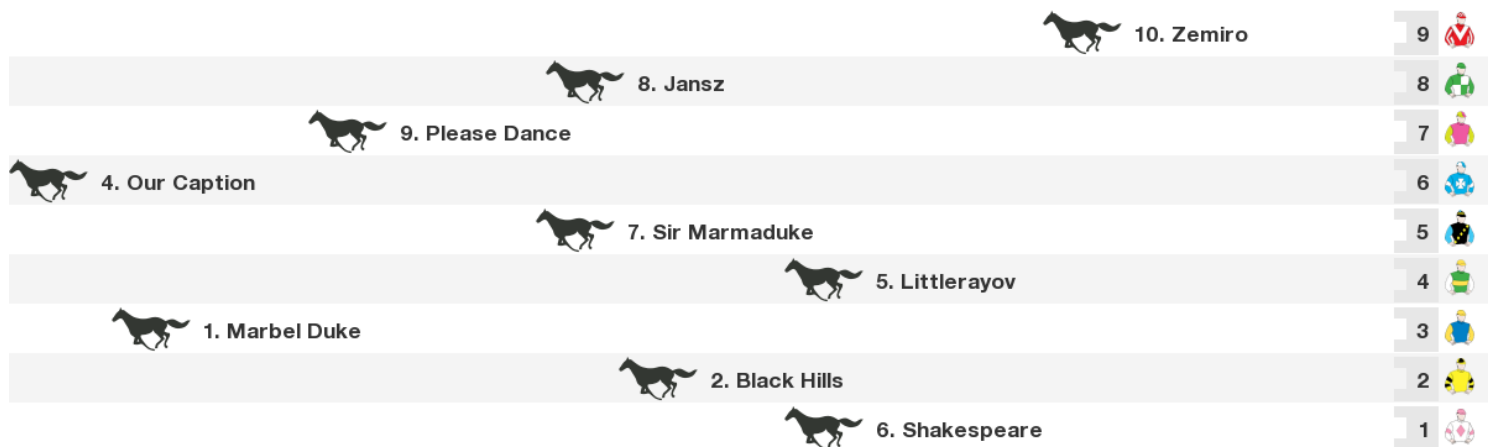 10. Zemiro 9
8. Jansz 8
9. Please Dance 7
4. Our Caption 6
7. Sir Marmaduke 5
5. Littlerayov 4
1. Marbel Duke 3
2. Black Hills 2
6. Shakespeare 1